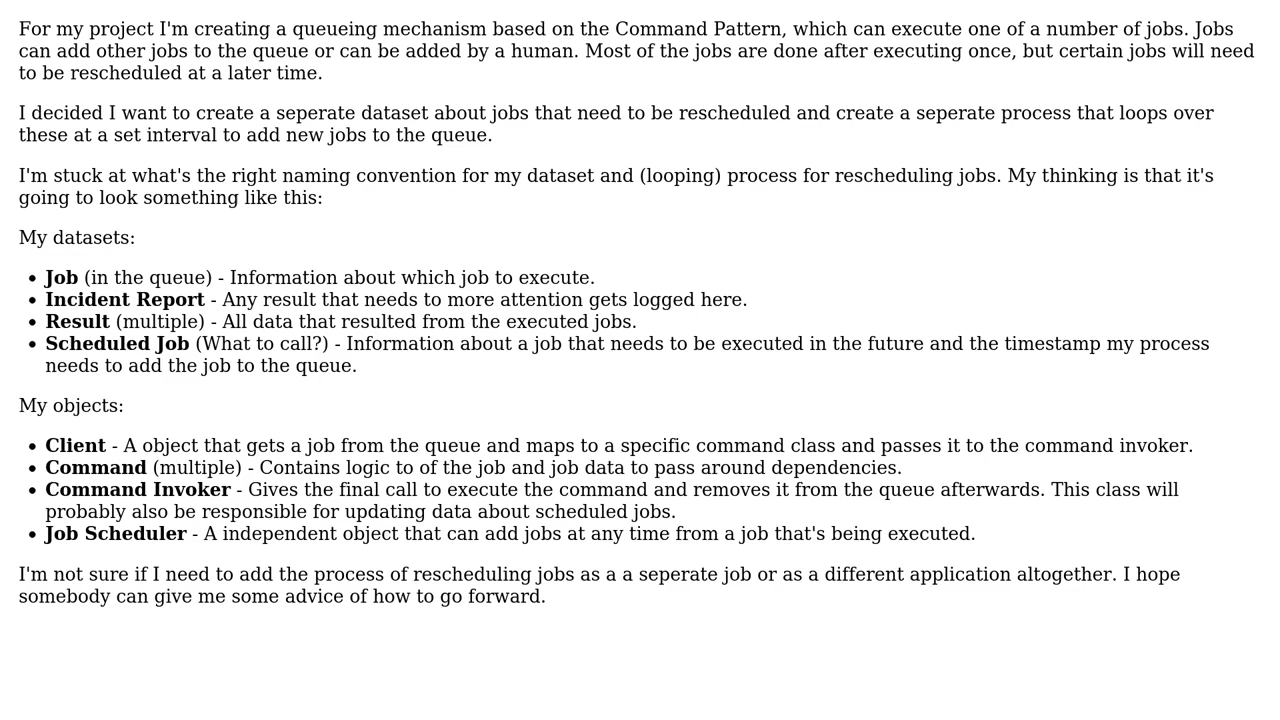 For my project I'm creating a queueing mechanism based on the Command Pattern, which can execute one of a number of jobs. Jobs
can add other jobs to the queue or can be added by a human. Most of the jobs are done after executing once, but certain jobs will need
to be rescheduled at a later time.
I decided I want to create a seperate dataset about jobs that need to be rescheduled and create a seperate process that loops over
these at a set interval to add new jobs to the queue.
I'm stuck at what's the right naming convention for my dataset and (looping) process for rescheduling jobs. My thinking is that it's
going to look something like this:
My datasets:
• Job (in the queue) - Information about which job to execute.
• Incident Report - Any result that needs to more attention gets logged here.
• Result (multiple) - All data that resulted from the executed jobs.
• Scheduled Job (What to call?) - Information about a job that needs to be executed in the future and the timestamp my process
needs to add the job to the queue.
My objects:
• Client - A object that gets a job from the queue and maps to a specific command class and passes it to the command invoker.
• Command (multiple) - Contains logic to of the job and job data to pass around dependencies.
• Command Invoker - Gives the final call to execute the command and removes it from the queue afterwards. This class will
probably also be responsible for updating data about scheduled jobs.
• Job Scheduler - A independent object that can add jobs at any time from a job that's being executed.
I'm not sure if I need to add the process of rescheduling jobs as a a seperate job or as a different application altogether. I hope
somebody can give me some advice of how to go forward.